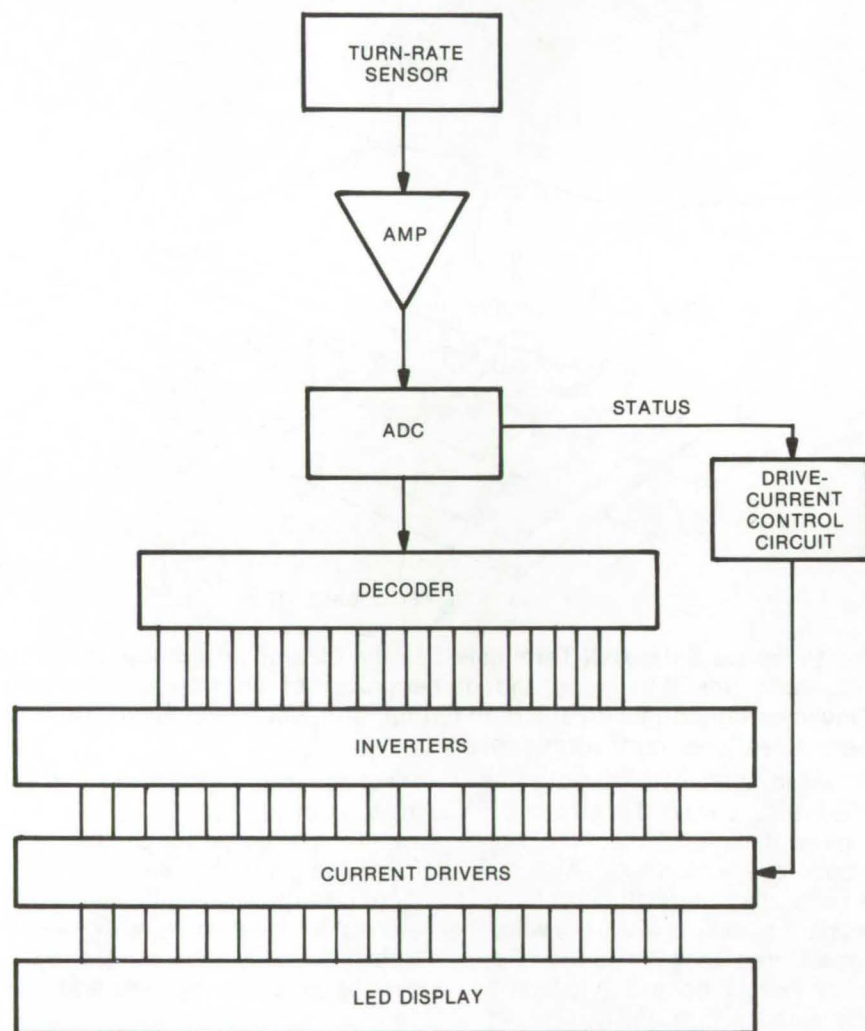 TURN-RATE
SENSOR
AMP
ADC
STATUS
DRIVE-
CURRENT
CONTROL
CIRCUIT
DECODER
INVERTERS
CURRENT DRIVERS
LED DISPLAY